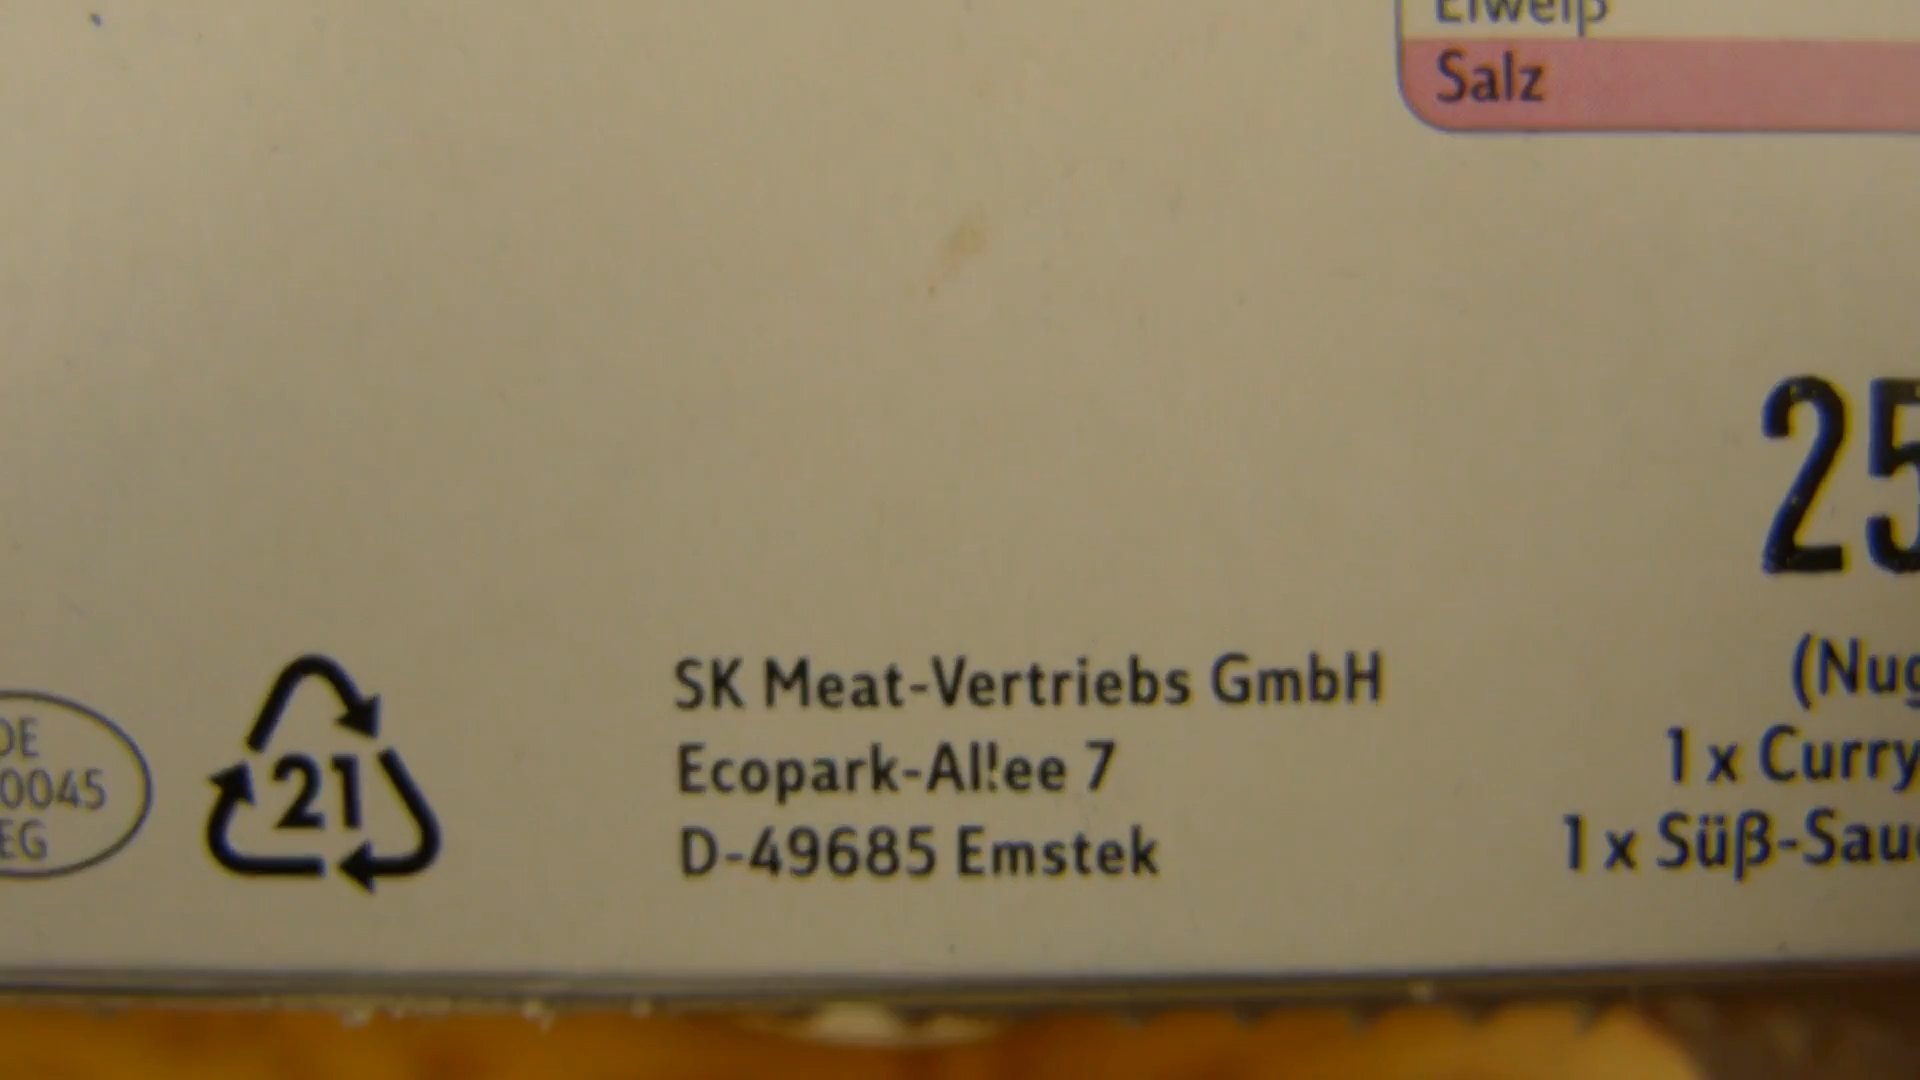 Eiweiß
Salz
25
(Nug
1 x Curry
1 x Süß-Sau
SK Meat-Vertriebs GmbH
Ecopark-Allee 7
D-49685 Emstek
21
DE
0045
EG